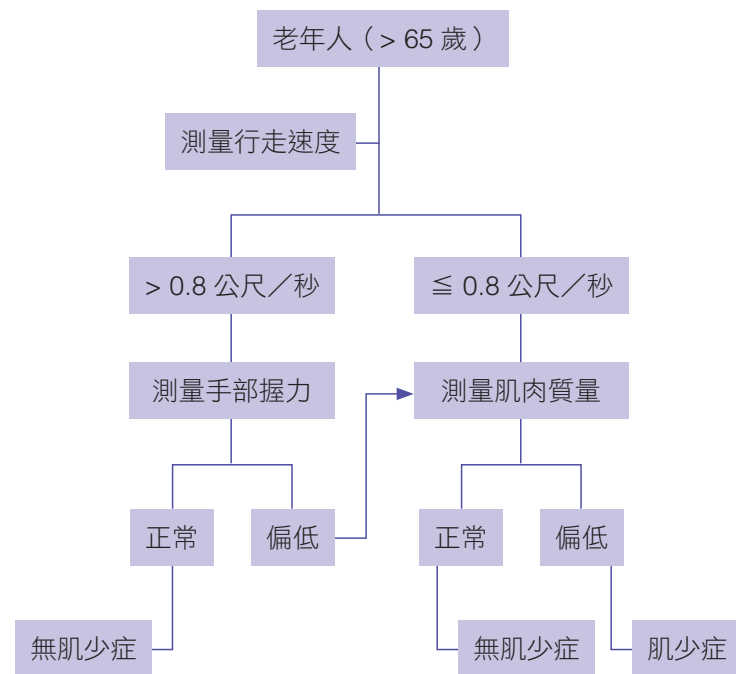 老年人（> 65 歲）
測量行走速度
> 0.8 公尺／秒
≦ 0.8 公尺／秒
測量手部握力
測量肌肉質量
正常
偏低
正常
偏低
無肌少症
無肌少症
肌少症